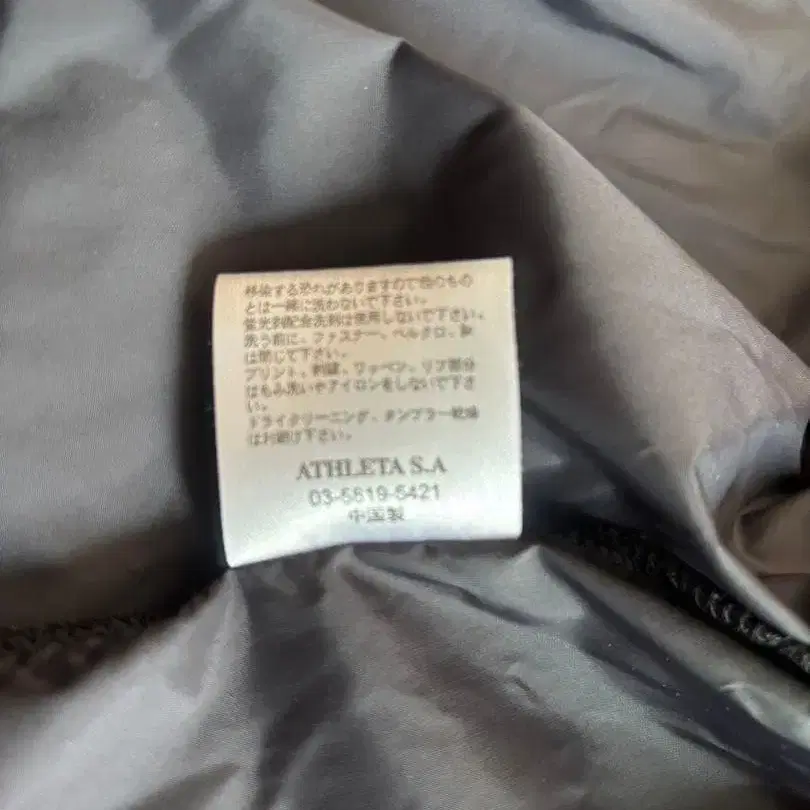 移染する恐れがありますので他のもの
とは一緒に洗わないで下さい。
蛍光剤配合洗剤は使用しないで下さい。
洗う前に、ファスナー、ベルクロ、釦
は閉じて下さい。
プリント、刺繍、ワッペン、リブ部分
はもみ洗いやアイロンをしないで下さ
い。
ドライクリーニング、タンブラー乾燥
はお避け下さい。
ATHLETA S.A
03-5819-5421
中国製